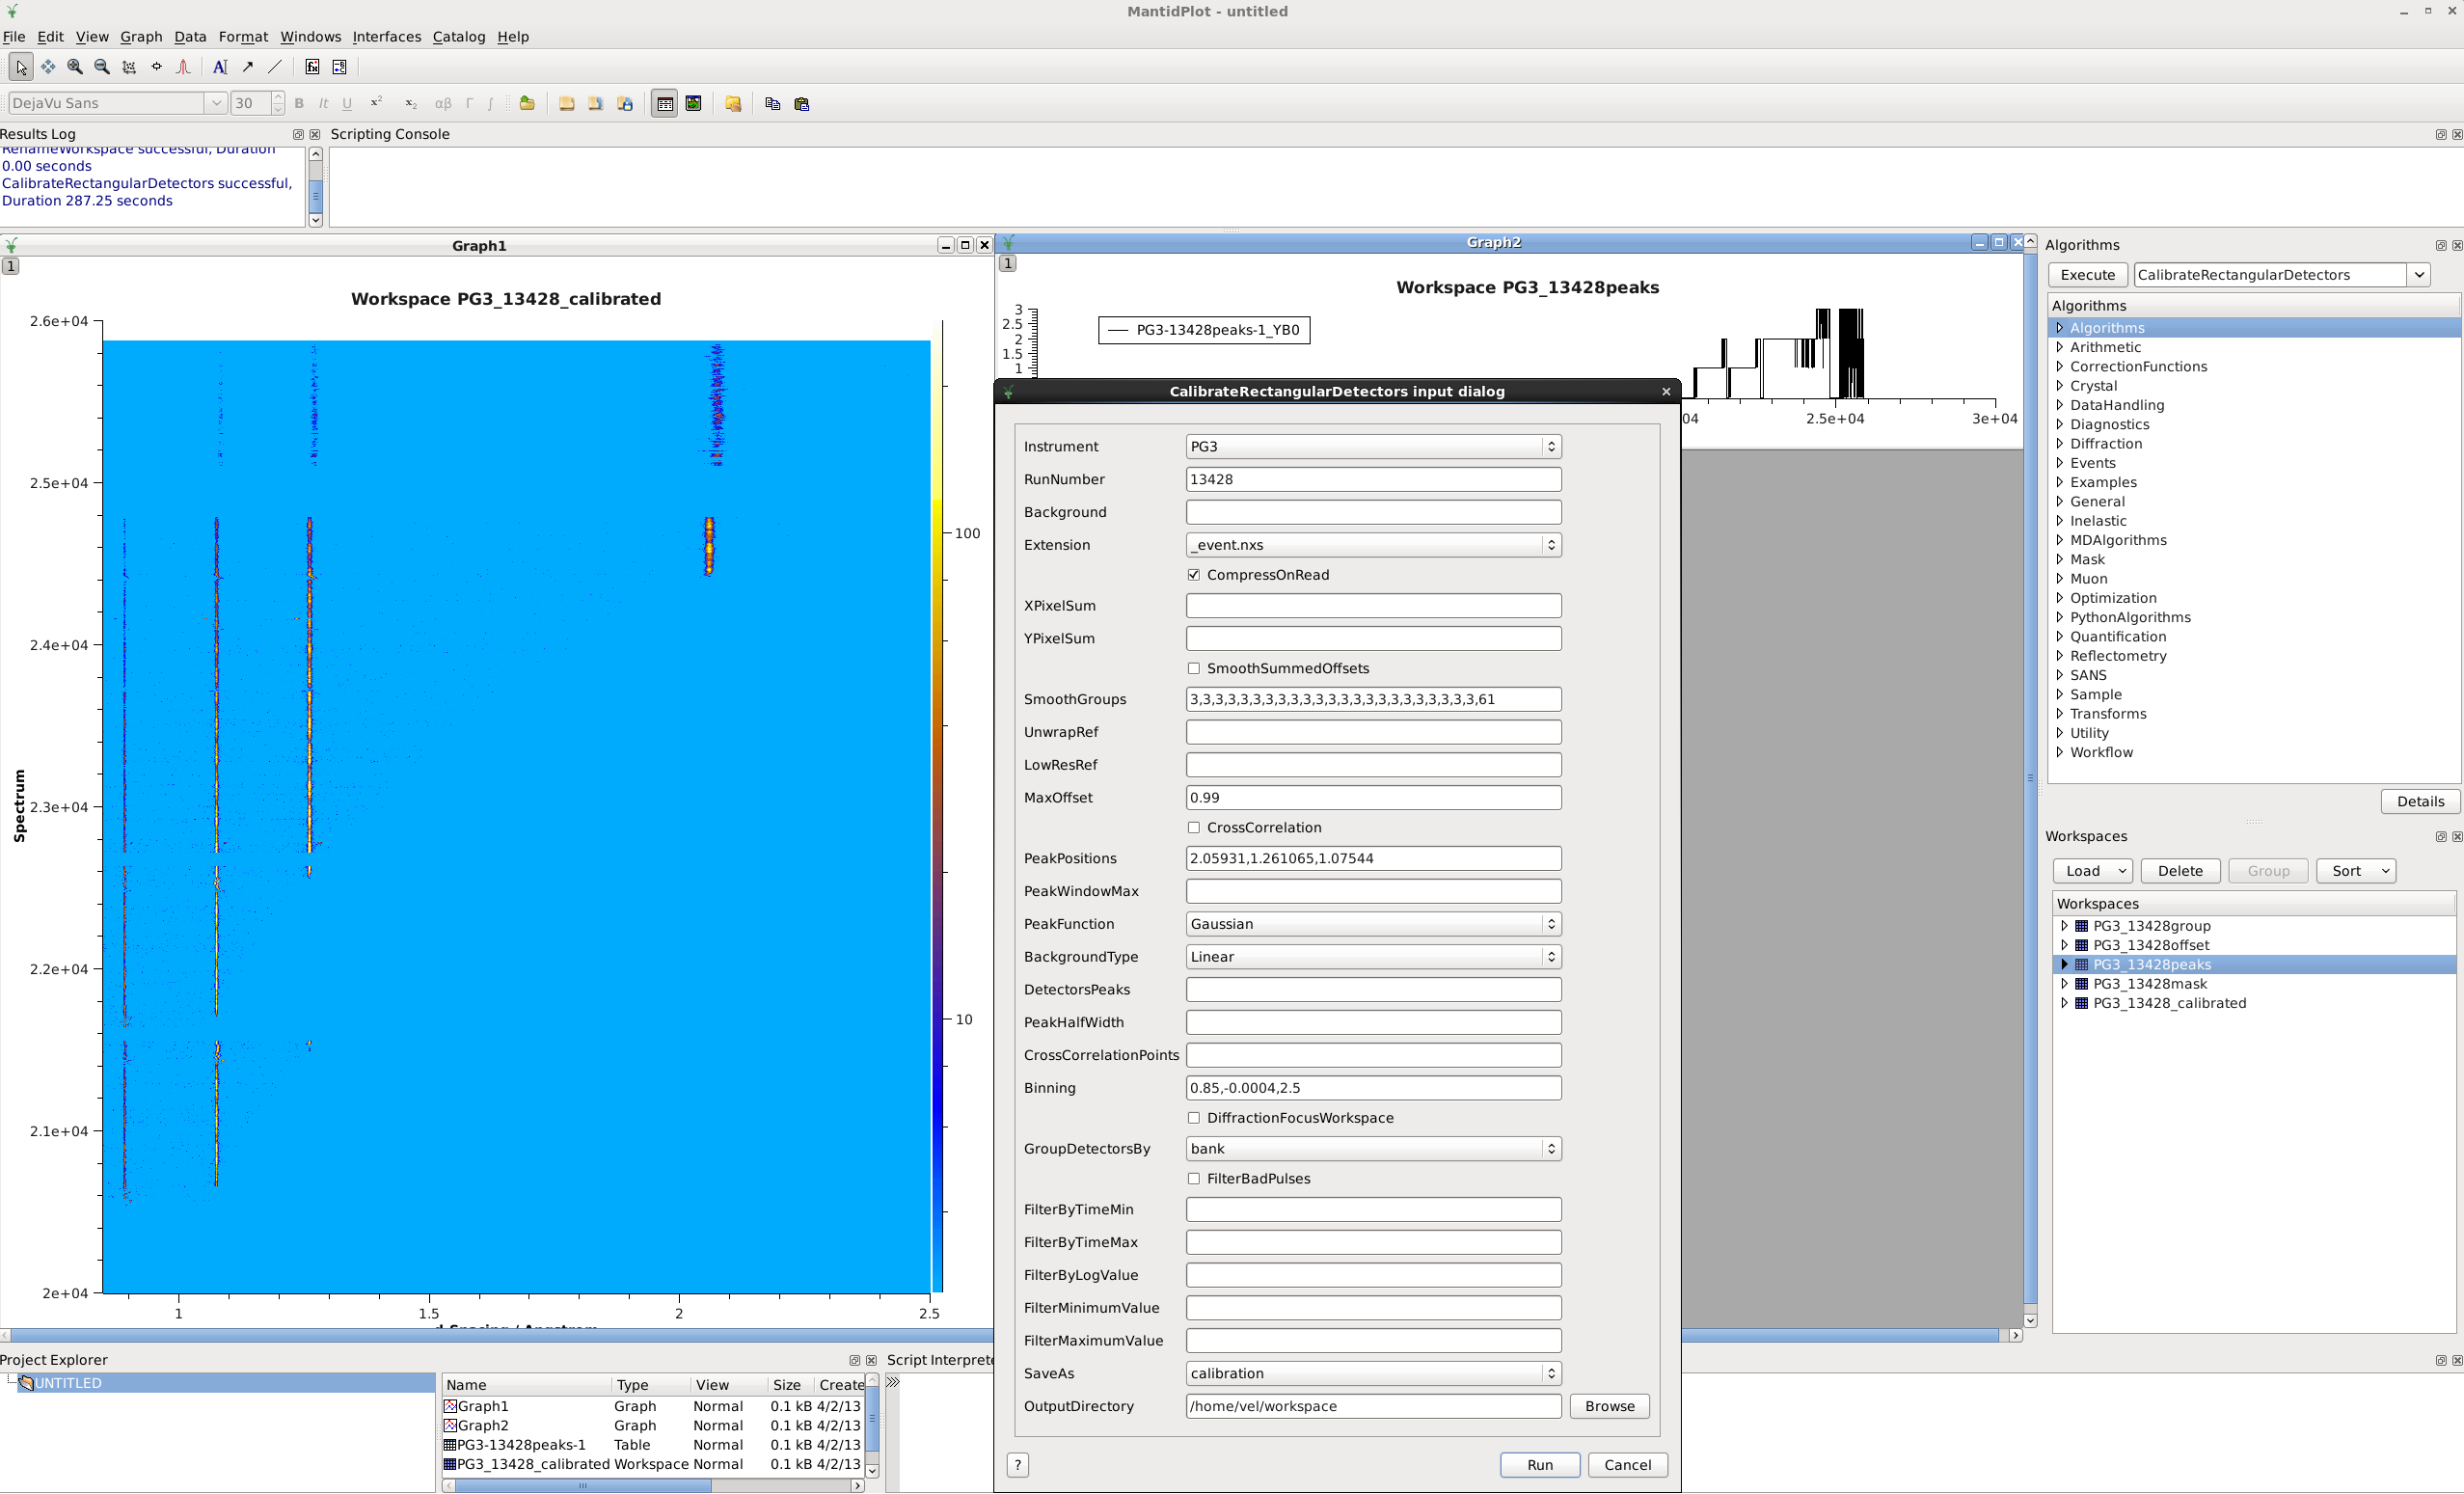 MantidPlot - untitled
File Edit View Graph Data Format Windows Interfaces Catalog Help
DejaVu Sans 30 B It U x² x₂ αβ Γ ∫
Results Log
RenameWorkspace successful, Duration
0.00 seconds
CalibrateRectangularDetectors successful,
Duration 287.25 seconds
Scripting Console
Graph1
1
Workspace PG3_13428_calibrated
2.6e+04
2.5e+04
2.4e+04
2.3e+04
2.2e+04
2.1e+04
2e+04
Spectrum
1 1.5 2 2.5
d-Spacing / Angstrom
100
10
Graph2
1
Workspace PG3_13428peaks
PG3-13428peaks-1_YB0
3
2.5
2
1.5
1
04 2.5e+04 3e+04
CalibrateRectangularDetectors input dialog
Instrument PG3
RunNumber 13428
Background
Extension _event.nxs
CompressOnRead
XPixelSum
YPixelSum
SmoothSummedOffsets
SmoothGroups 3,3,3,3,3,3,3,3,3,3,3,3,3,3,3,3,3,3,3,3,3,3,3,61
UnwrapRef
LowResRef
MaxOffset 0.99
CrossCorrelation
PeakPositions 2.05931,1.261065,1.07544
PeakWindowMax
PeakFunction Gaussian
BackgroundType Linear
DetectorsPeaks
PeakHalfWidth
CrossCorrelationPoints
Binning 0.85,-0.0004,2.5
DiffractionFocusWorkspace
GroupDetectorsBy bank
FilterBadPulses
FilterByTimeMin
FilterByTimeMax
FilterByLogValue
FilterMinimumValue
FilterMaximumValue
SaveAs calibration
OutputDirectory /home/vel/workspace Browse
? Run Cancel
Algorithms
Execute CalibrateRectangularDetectors
Algorithms
Algorithms
Arithmetic
CorrectionFunctions
Crystal
DataHandling
Diagnostics
Diffraction
Events
Examples
General
Inelastic
MDAlgorithms
Mask
Muon
Optimization
PythonAlgorithms
Quantification
Reflectometry
SANS
Sample
Transforms
Utility
Workflow
Details
Workspaces
Load Delete Group Sort
Workspaces
PG3_13428group
PG3_13428offset
PG3_13428peaks
PG3_13428mask
PG3_13428_calibrated
Project Explorer
UNTITLED
Name Type View Size Create
Graph1 Graph Normal 0.1 kB 4/2/13
Graph2 Graph Normal 0.1 kB 4/2/13
PG3-13428peaks-1 Table Normal 0.1 kB 4/2/13
PG3_13428_calibrated Workspace Normal 0.1 kB 4/2/13
Script Interprete